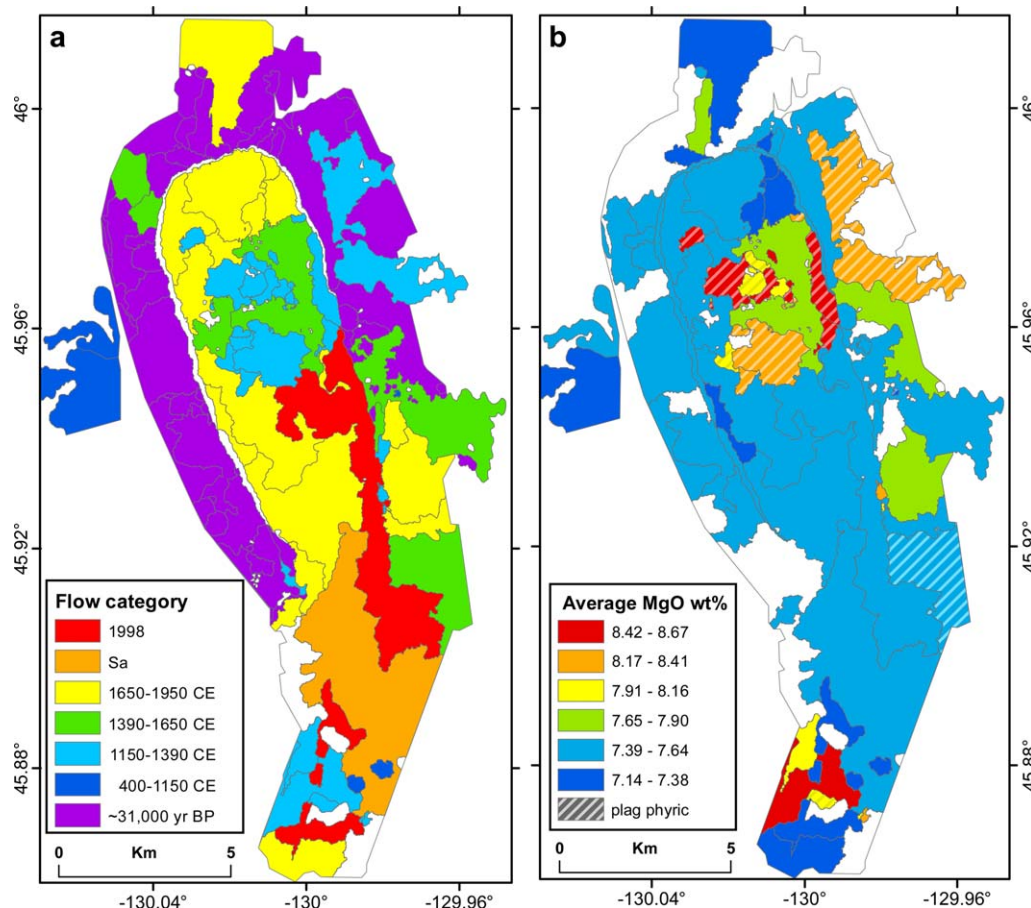 a
46°
45.96°
45.92°
45.88°
Flow category
1998
Sa
1650-1950 CE
1390-1650 CE
1150-1390 CE
400-1150 CE
~31,000 yr BP
0 Km 5
-130.04° -130° -129.96°
b
46°
45.96°
45.92°
45.88°
Average MgO wt%
8.42 - 8.67
8.17 - 8.41
7.91 - 8.16
7.65 - 7.90
7.39 - 7.64
7.14 - 7.38
plag phyric
0 Km 5
-130.04° -130° -129.96°